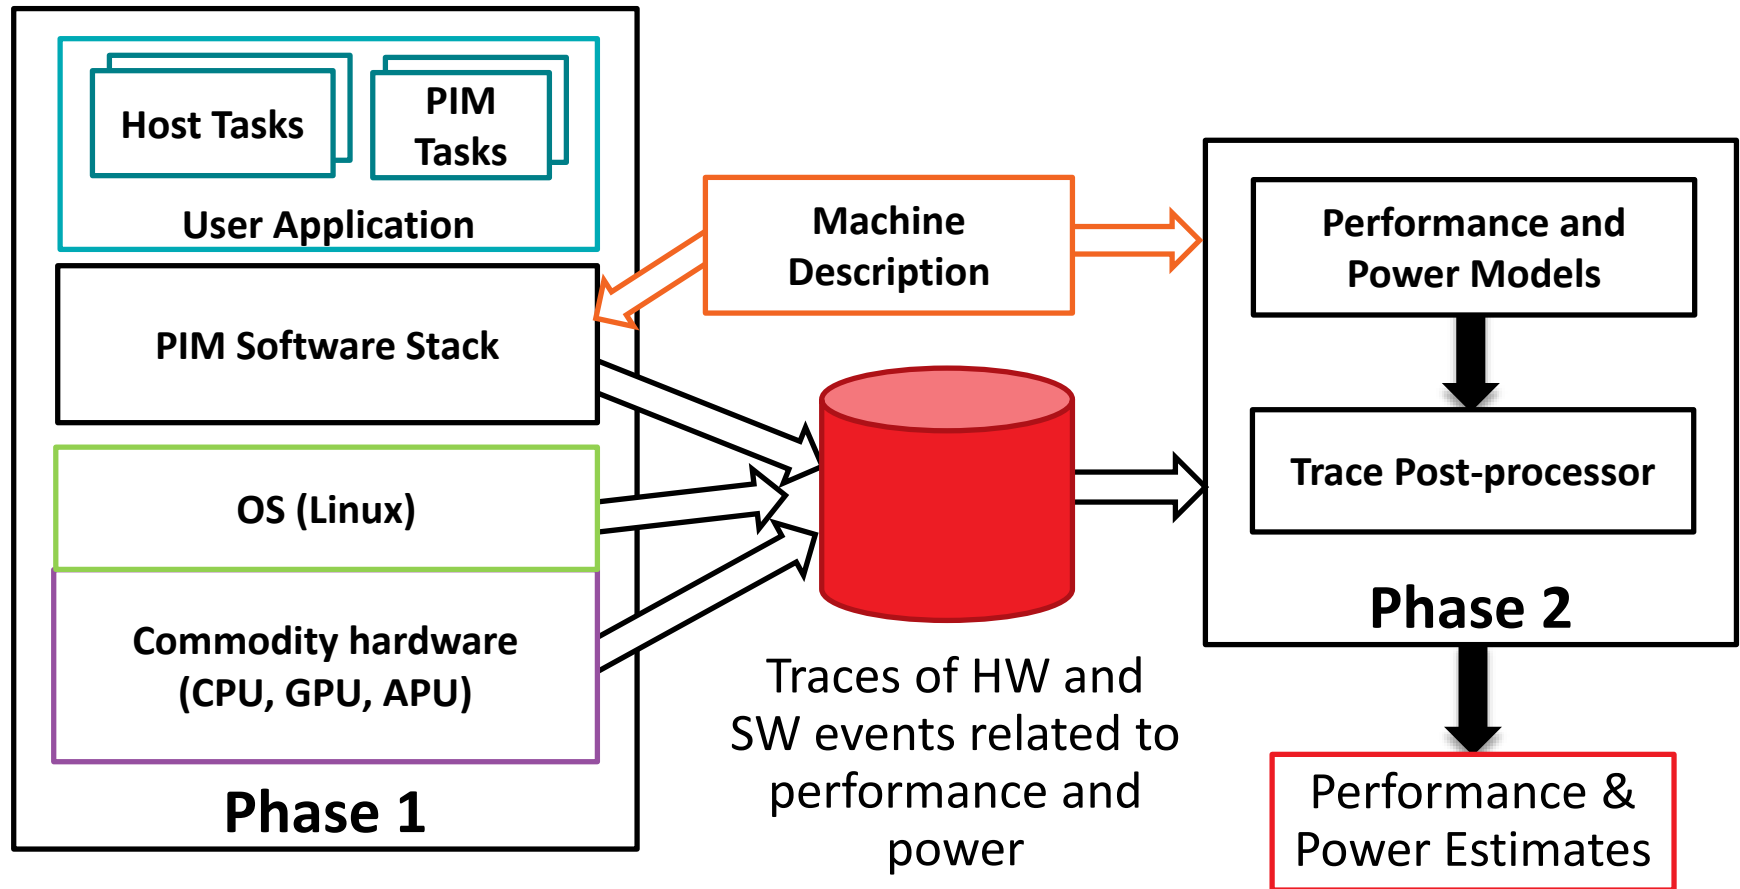 Host Tasks
PIM
Tasks
User Application
PIM Software Stack
OS (Linux)
Commodity hardware
(CPU, GPU, APU)
Phase 1
Machine
Description
Traces of HW and
SW events related to
performance and
power
Performance and
Power Models
Trace Post-processor
Phase 2
Performance &
Power Estimates